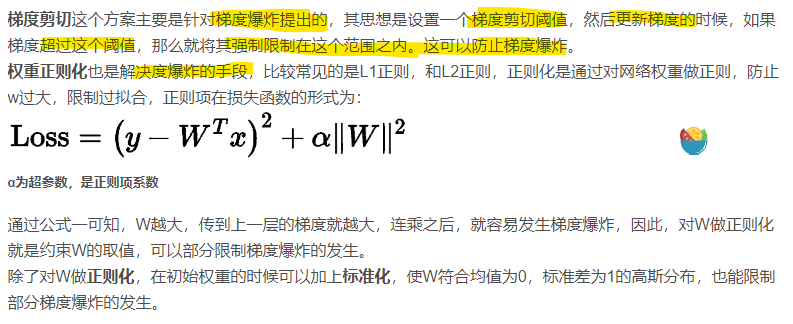 梯度剪切这个方案主要是针对梯度爆炸提出的，其思想是设置一个梯度剪切阈值，然后更新梯度的时候，如果
梯度超过这个阈值，那么就将其强制限制在这个范围之内。这可以防止梯度爆炸。
权重正则化也是解决度爆炸的手段，比较常见的是L1正则，和L2正则，正则化是通过对网络权重做正则，防止
w过大，限制过拟合，正则项在损失函数的形式为：
Loss = (y − W^T x)^2 + α‖W‖^2
α为超参数，是正则项系数
通过公式一可知，W越大，传到上一层的梯度就越大，连乘之后，就容易发生梯度爆炸，因此，对W做正则化
就是约束W的取值，可以部分限制梯度爆炸的发生。
除了对W做正则化，在初始权重的时候可以加上标准化，使W符合均值为0，标准差为1的高斯分布，也能限制
部分梯度爆炸的发生。